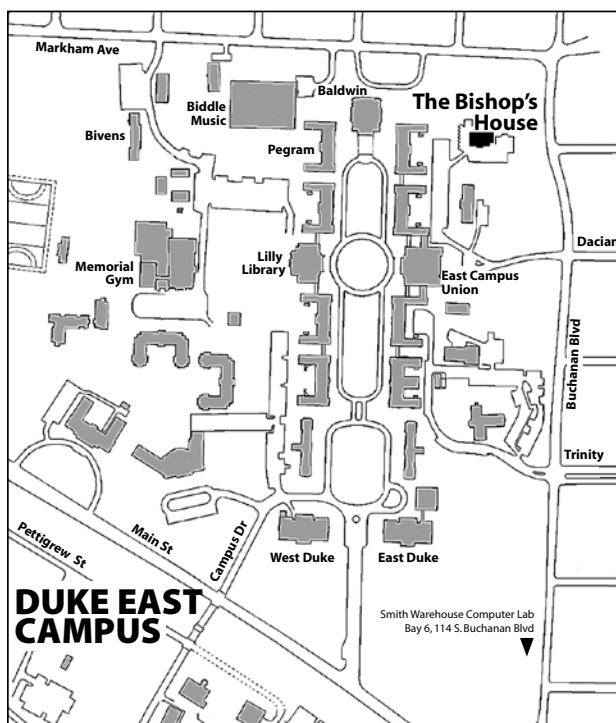 Markham Ave
Baldwin
Biddle
Music
The Bishop's
House
Bivens
Pegram
Dacian
Lilly
Library
Memorial
Gym
East Campus
Union
Buchanan Blvd
Trinity
Main St
Pettigrew St
Campus Dr
West Duke
East Duke
DUKE EAST
CAMPUS
Smith Warehouse Computer Lab
Bay 6, 114 S. Buchanan Blvd